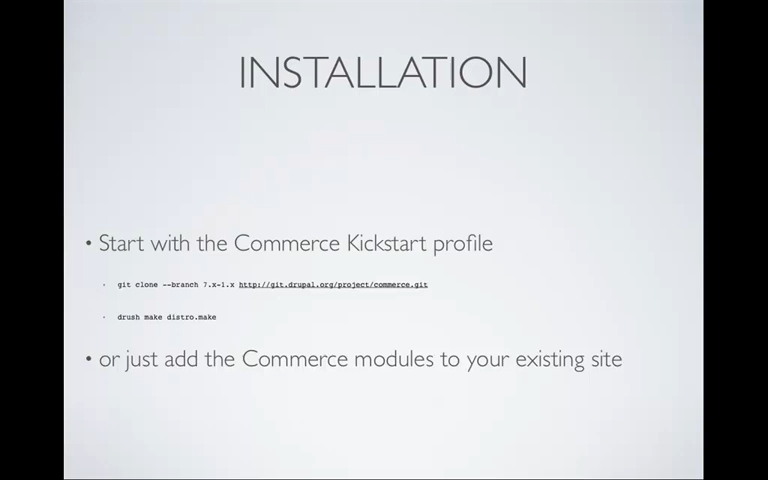 INSTALLATION
• Start with the Commerce Kickstart profile
• git clone --branch 7.x-1.x http://git.drupal.org/project/commerce.git
• drush make distro.make
• or just add the Commerce modules to your existing site